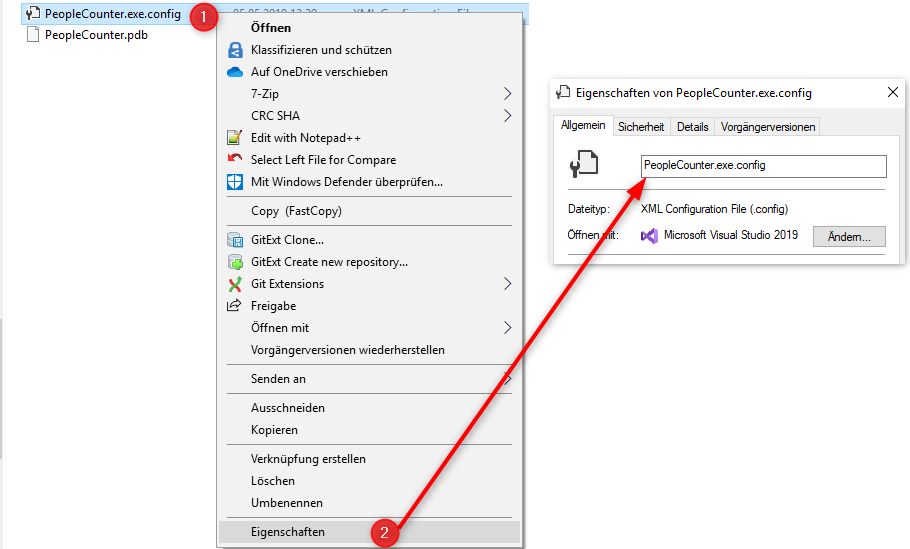 PeopleCounter.exe.config
PeopleCounter.pdb
1
Öffnen
Klassifizieren und schützen
Auf OneDrive verschieben
7-Zip
CRC SHA
Edit with Notepad++
Select Left File for Compare
Mit Windows Defender überprüfen...
Copy (FastCopy)
GitExt Clone...
GitExt Create new repository...
Git Extensions
Freigabe
Öffnen mit
Vorgängerversionen wiederherstellen
Senden an
Ausschneiden
Kopieren
Verknüpfung erstellen
Löschen
Umbenennen
Eigenschaften
2
Eigenschaften von PeopleCounter.exe.config
Allgemein Sicherheit Details Vorgängerversionen
PeopleCounter.exe.config
Dateityp: XML Configuration File (.config)
Öffnen mit: Microsoft Visual Studio 2019 Ändern...